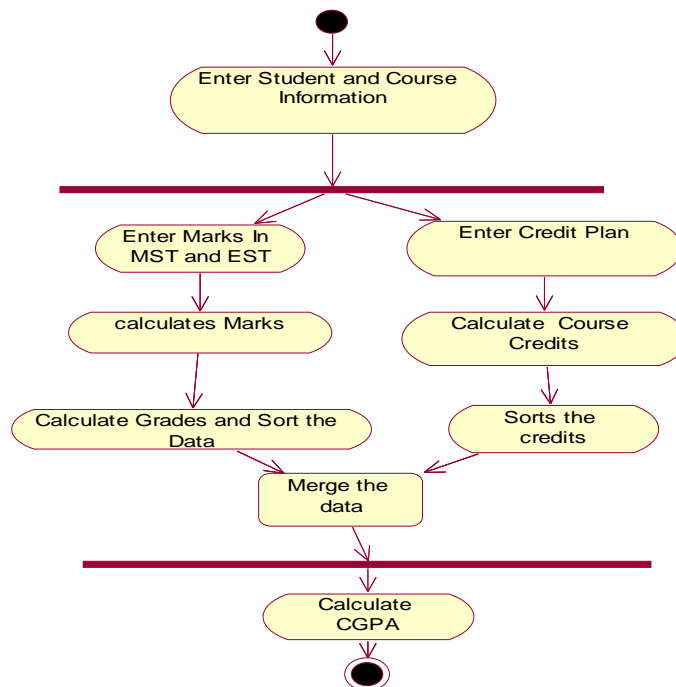 Enter Student and Course
Information
Enter Marks In
MST and EST
Enter Credit Plan
calculates Marks
Calculate Course
Credits
Calculate Grades and Sort the
Data
Sorts the
credits
Merge the
data
Calculate
CGPA